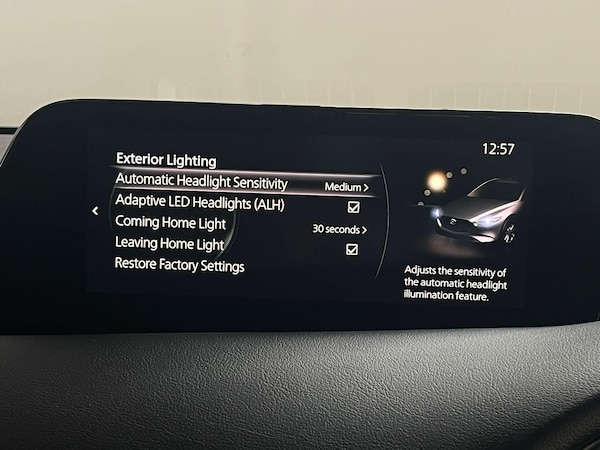 12:57
Exterior Lighting
Automatic Headlight Sensitivity Medium >
Adaptive LED Headlights (ALH)
Coming Home Light 30 seconds >
Leaving Home Light
Restore Factory Settings
Adjusts the sensitivity of
the automatic headlight
illumination feature.